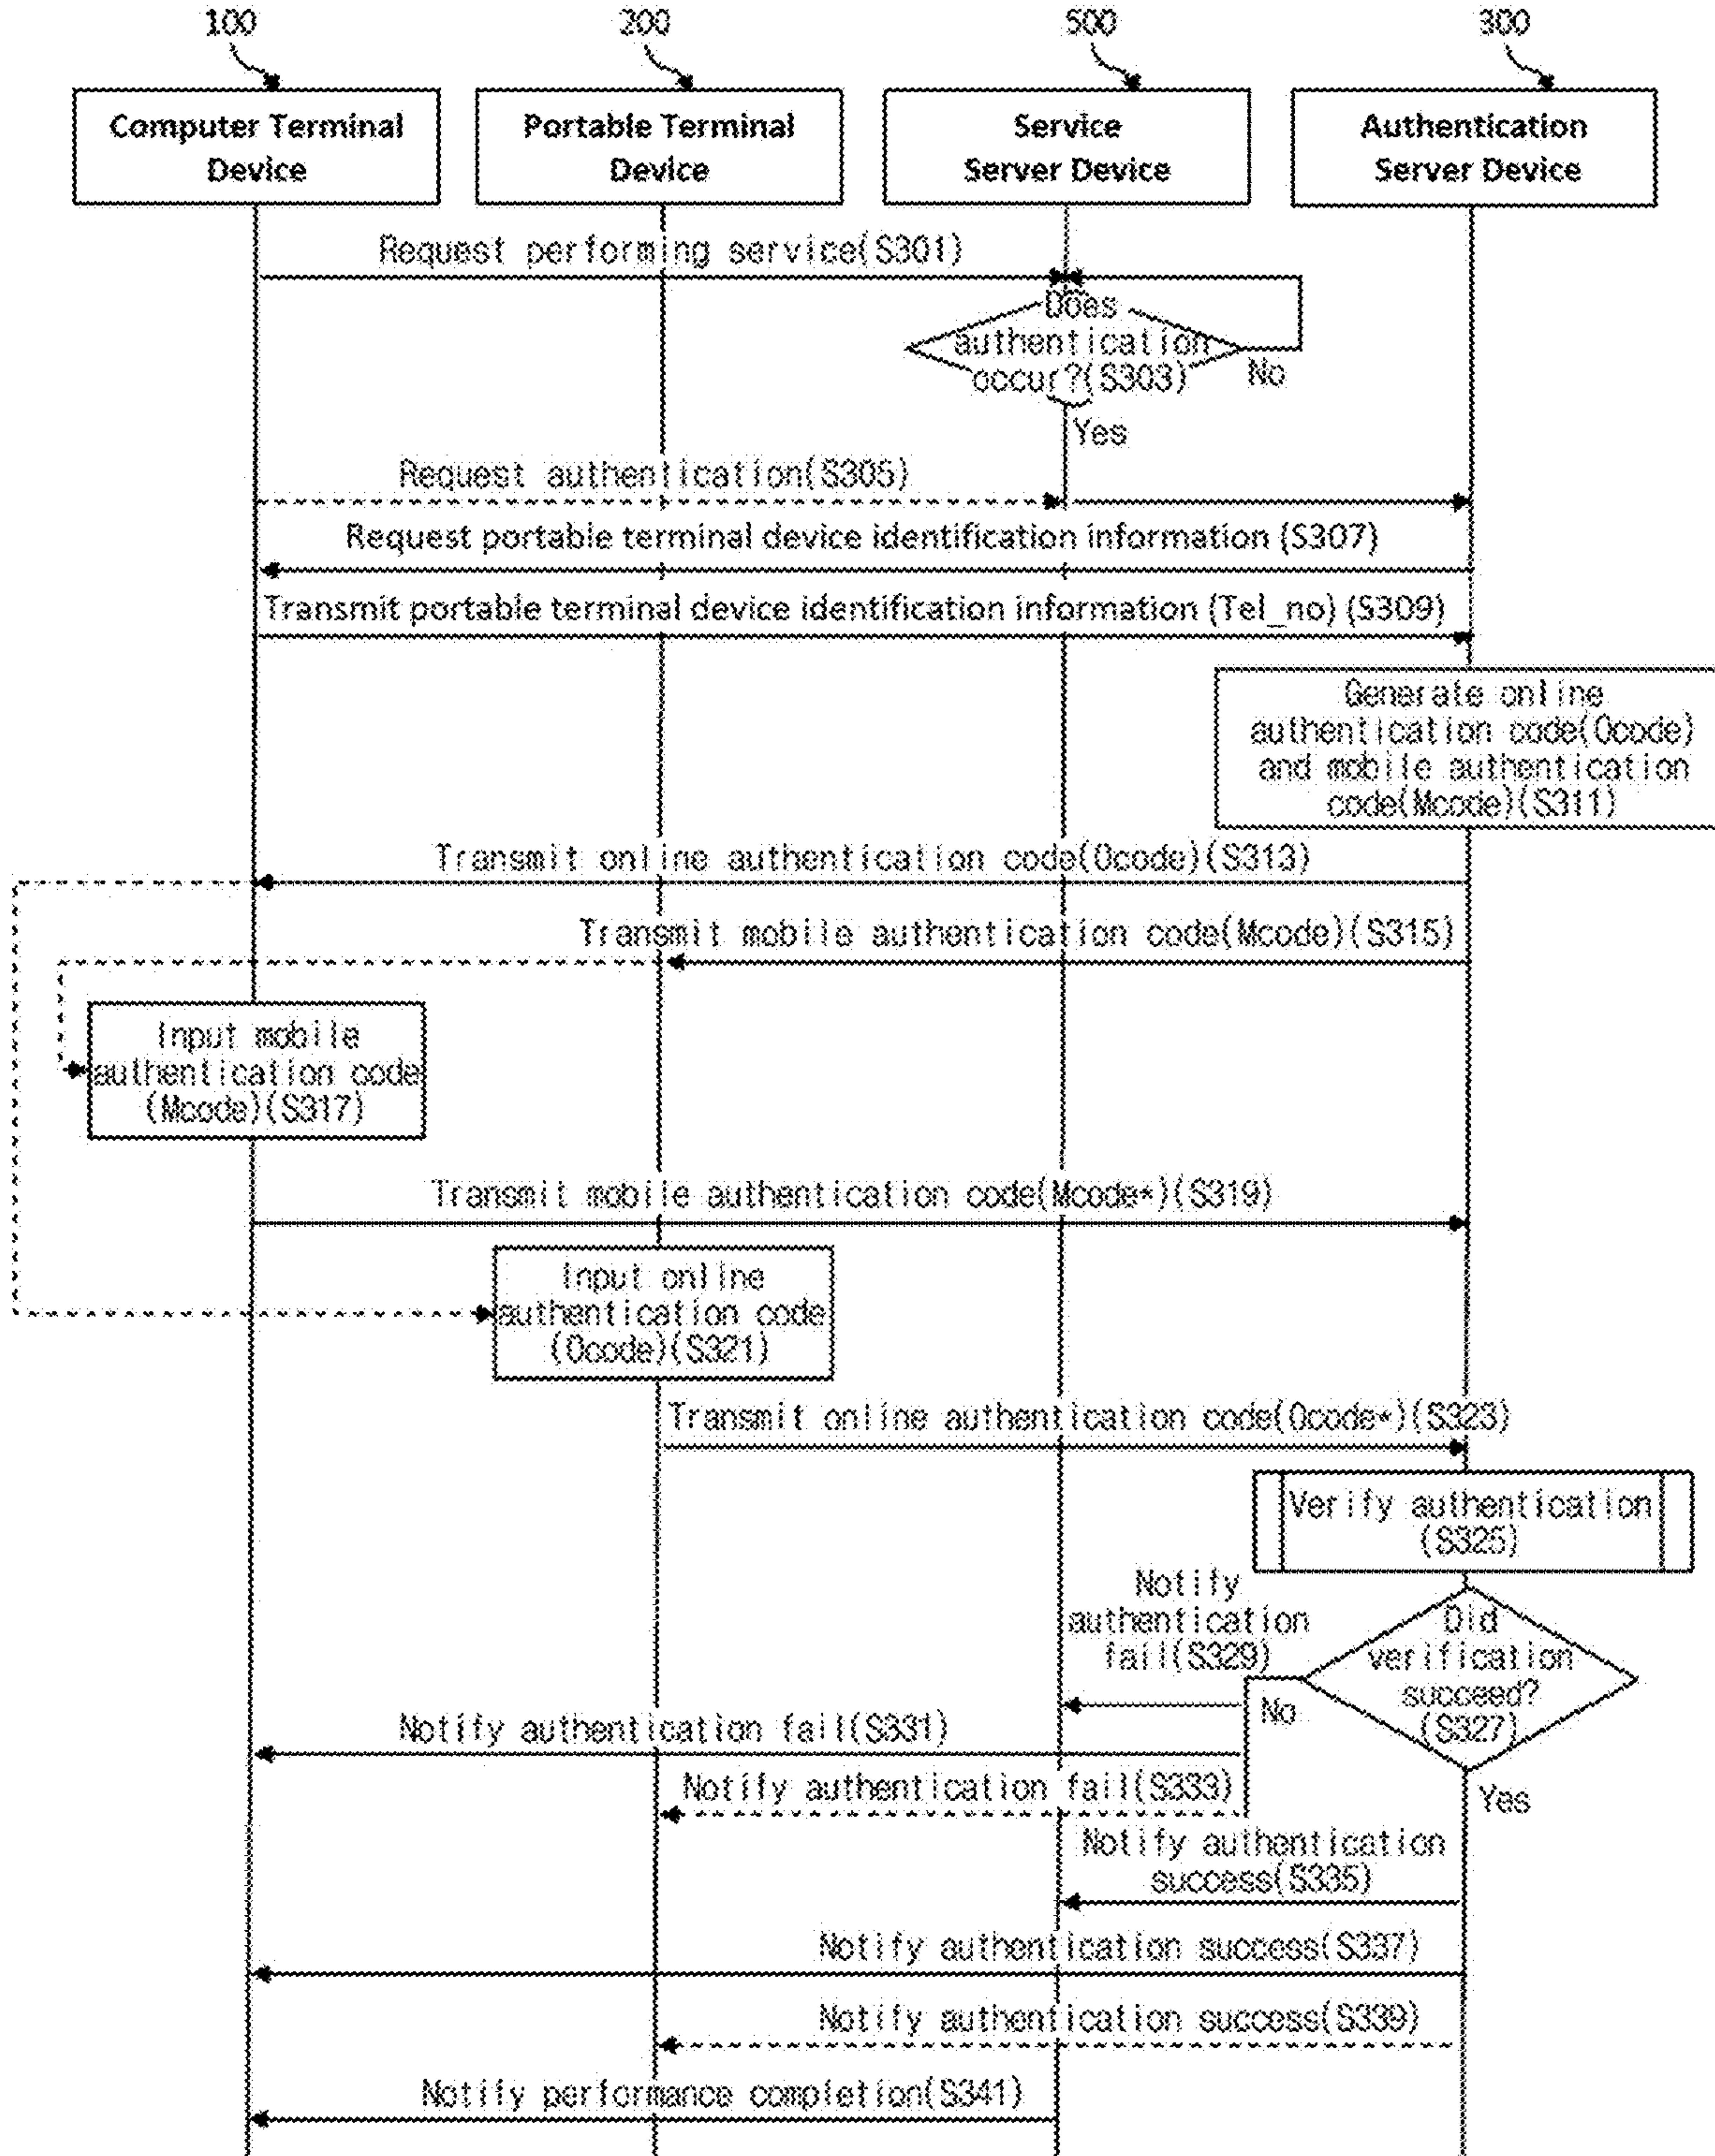 100
200
500
300
Computer Terminal
Device
Portable Terminal
Device
Service
Server Device
Authentication
Server Device
Request performing service(S301)
Does
authentication
occur?(S303)
No
Yes
Request authentication(S305)
Request portable terminal device identification information (S307)
Transmit portable terminal device identification information (Tel_no) (S309)
Generate online
authentication code(Ocode)
and mobile authentication
code(Mcode)(S311)
Transmit online authentication code(Ocode)(S313)
Transmit mobile authentication code(Mcode)(S315)
Input mobile
authentication code
(Mcode)(S317)
Transmit mobile authentication code(Mcode*)(S319)
Input online
authentication code
(Ocode)(S321)
Transmit online authentication code(Ocode*)(S323)
Verify authentication
(S325)
Notify
authentication
fail(S329)
Did
verification
succeed?
(S327)
No
Notify authentication fail(S331)
Notify authentication fail(S333)
Yes
Notify authentication
success(S335)
Notify authentication success(S337)
Notify authentication success(S339)
Notify performance completion(S341)